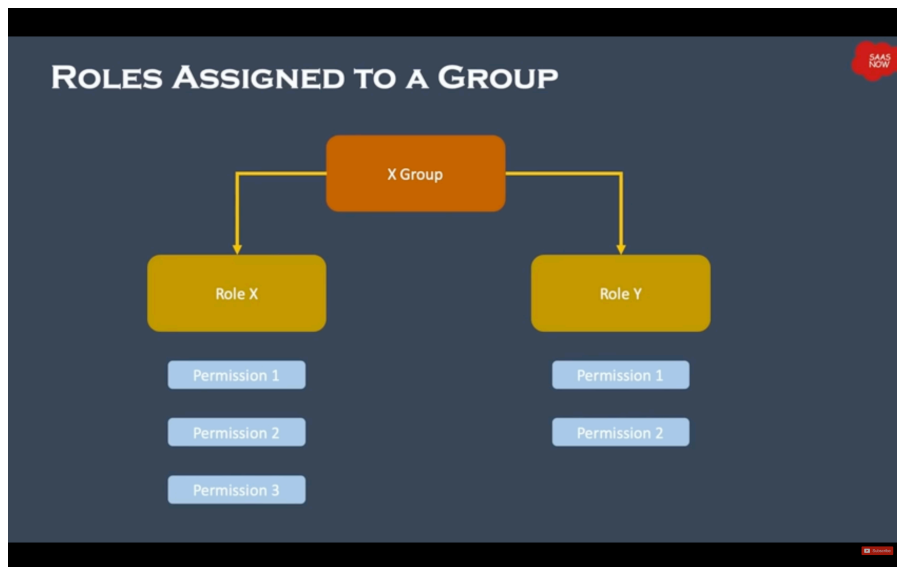 ROLES ASSIGNED TO A GROUP
SAAS
NOW
X Group
Role X
Role Y
Permission 1
Permission 1
Permission 2
Permission 2
Permission 3
Subscribe